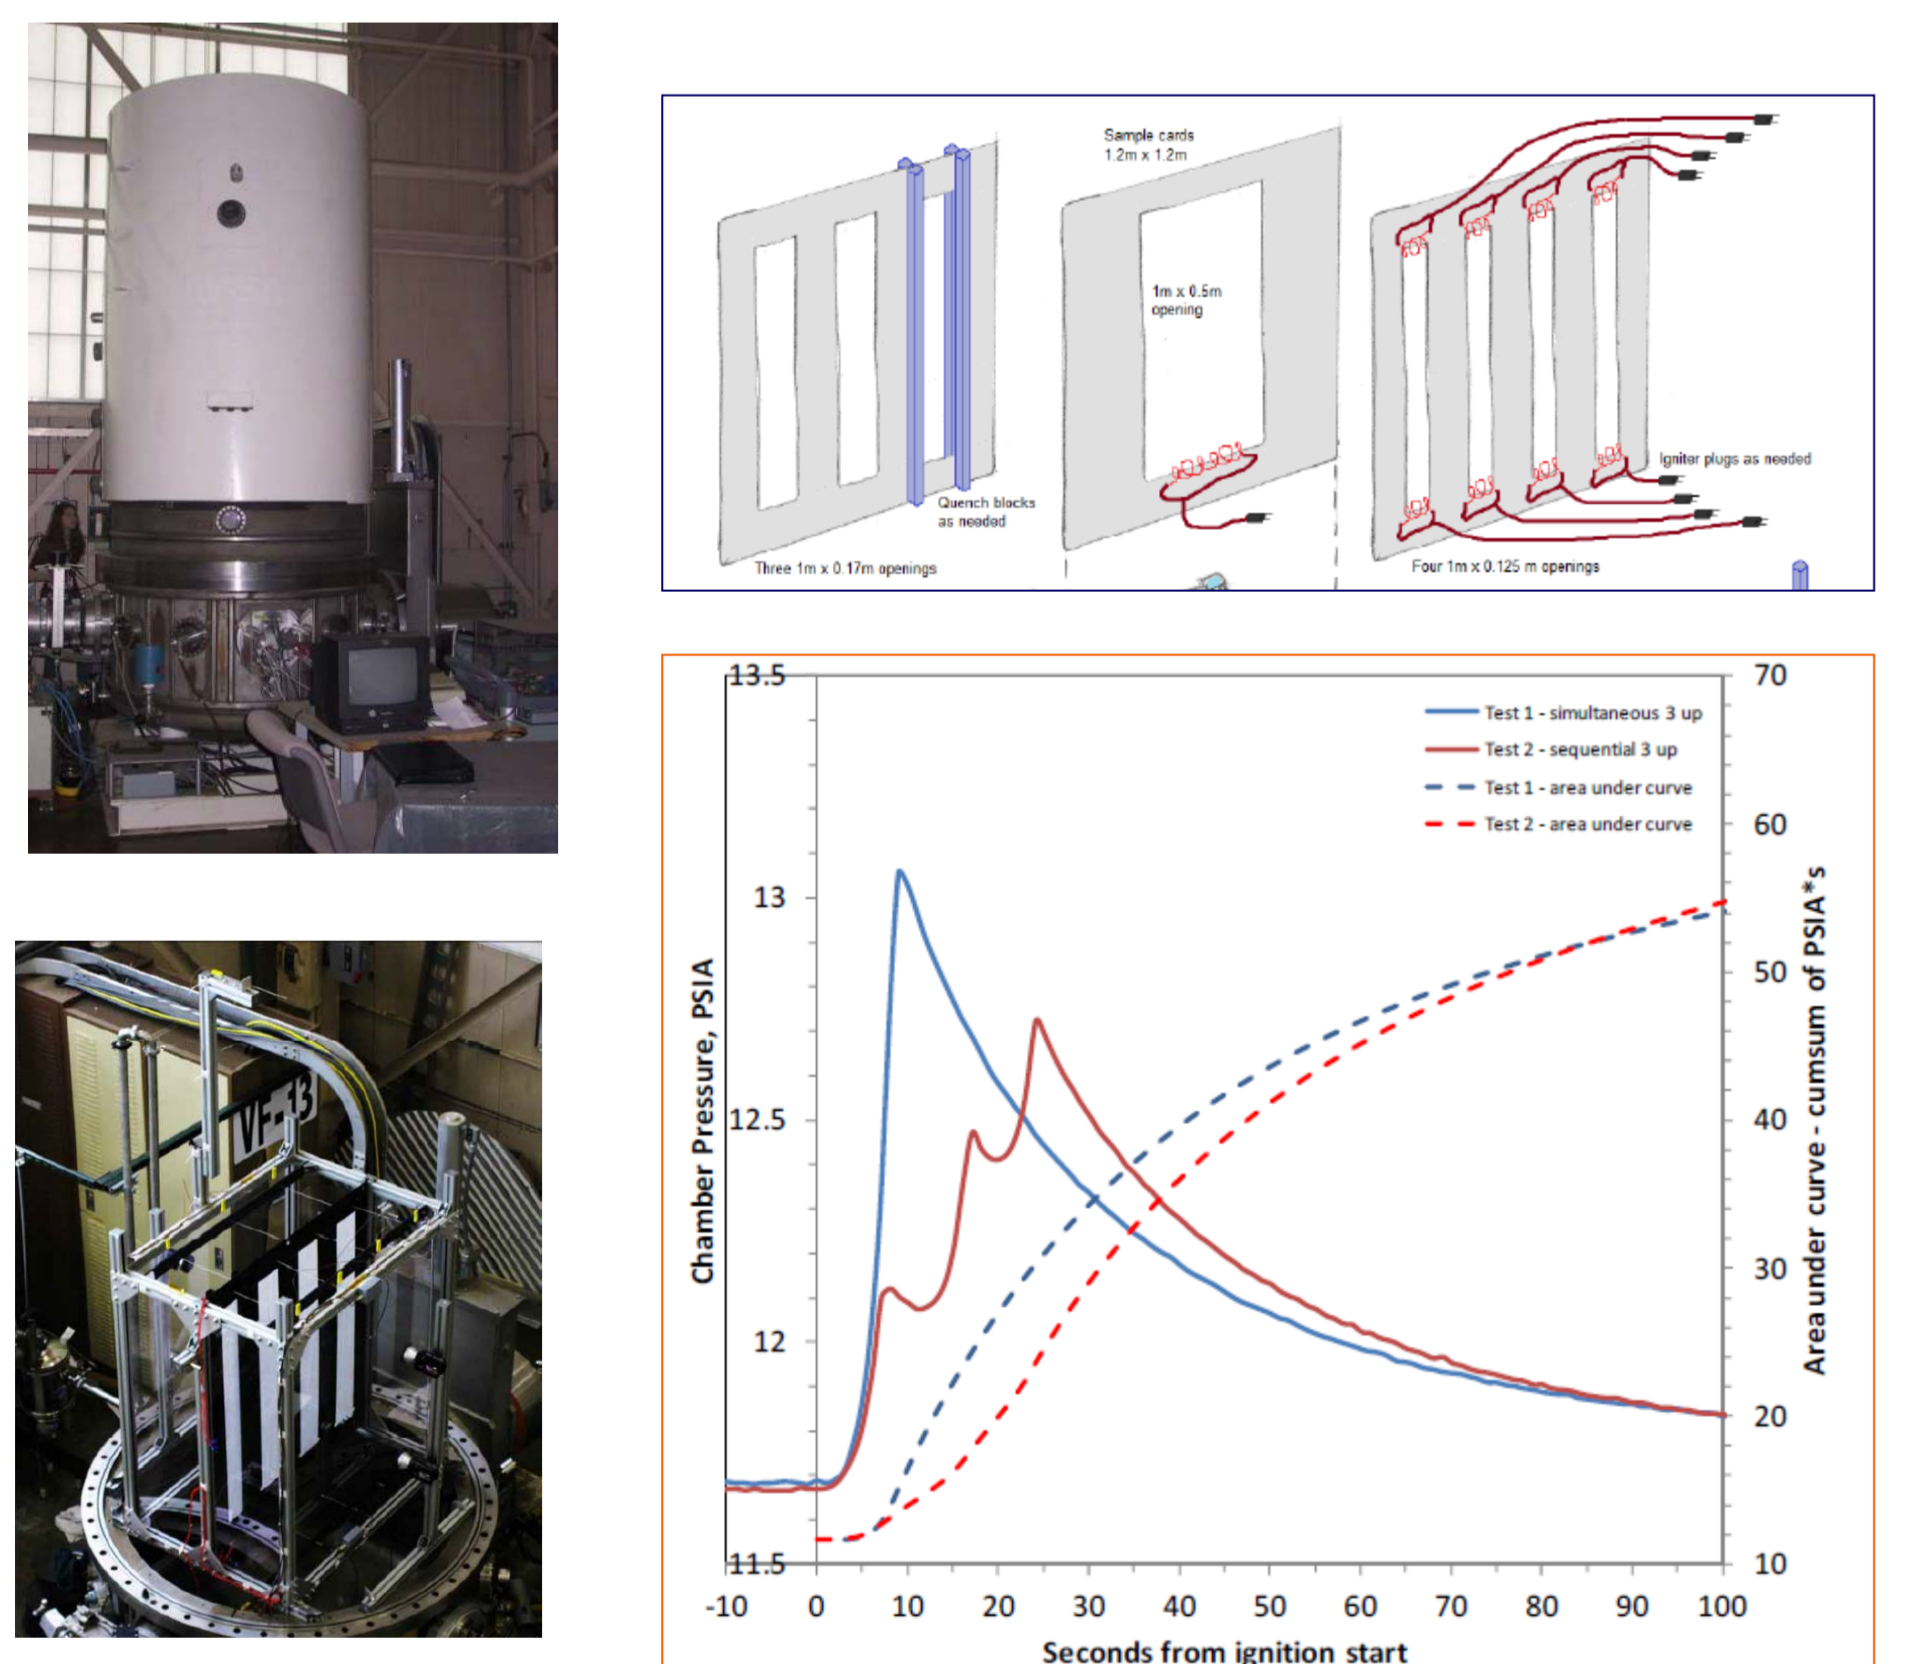 Sample cards
1.2m x 1.2m
1m x 0.5m
opening
Quench blocks
as needed
Three 1m x 0.17m openings
Igniter plugs as needed
Four 1m x 0.125 m openings
VF-13
13.5
13
12.5
12
11.5
Chamber Pressure, PSIA
Test 1 - simultaneous 3 up
Test 2 - sequential 3 up
Test 1 - area under curve
Test 2 - area under curve
70
60
50
40
30
20
10
Area under curve - cumsum of PSIA*s
-10 0 10 20 30 40 50 60 70 80 90 100
Seconds from ignition start